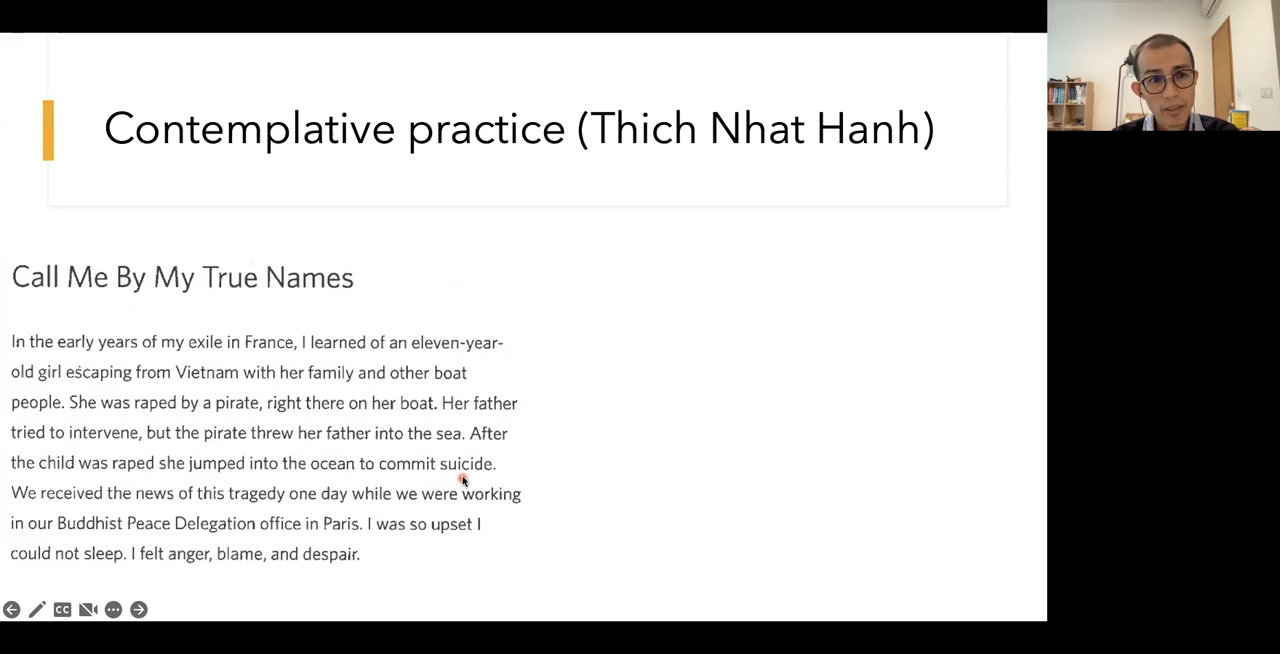 Contemplative practice (Thich Nhat Hanh)
Call Me By My True Names
In the early years of my exile in France, I learned of an eleven-year-
old girl escaping from Vietnam with her family and other boat
people. She was raped by a pirate, right there on her boat. Her father
tried to intervene, but the pirate threw her father into the sea. After
the child was raped she jumped into the ocean to commit suicide.
We received the news of this tragedy one day while we were working
in our Buddhist Peace Delegation office in Paris. I was so upset I
could not sleep. I felt anger, blame, and despair.
CC